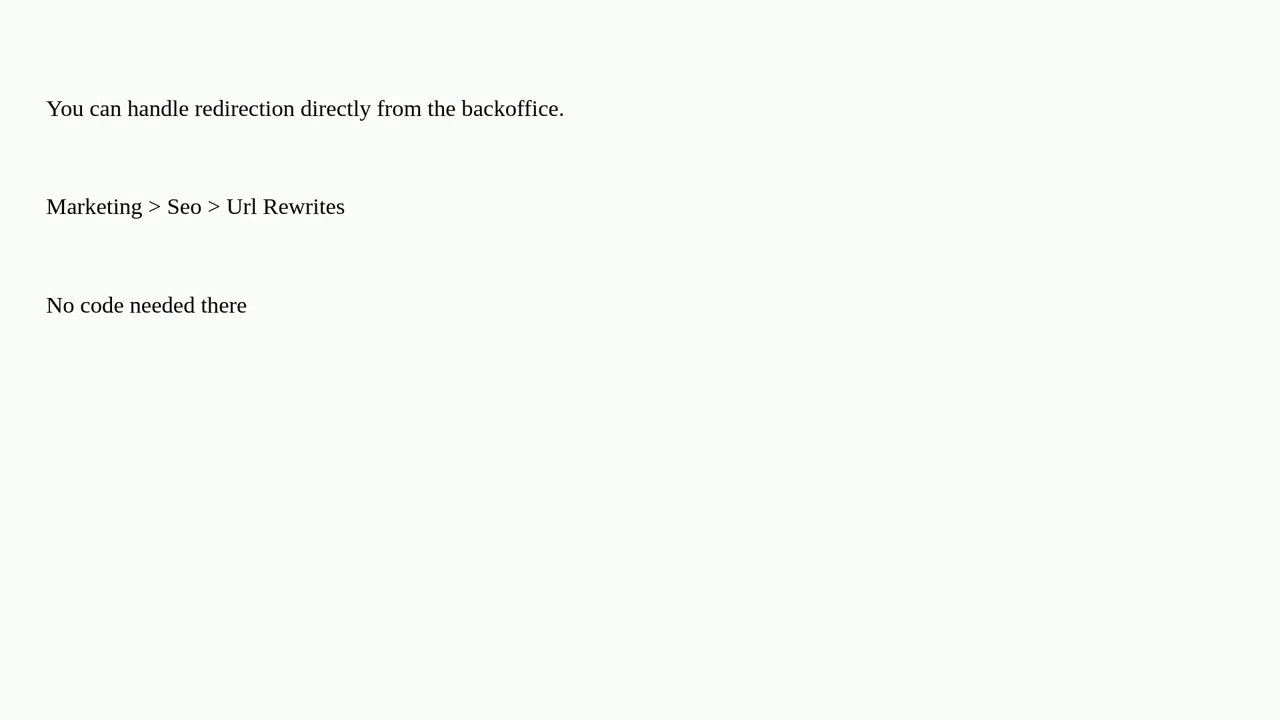 You can handle redirection directly from the backoffice.
Marketing > Seo > Url Rewrites
No code needed there